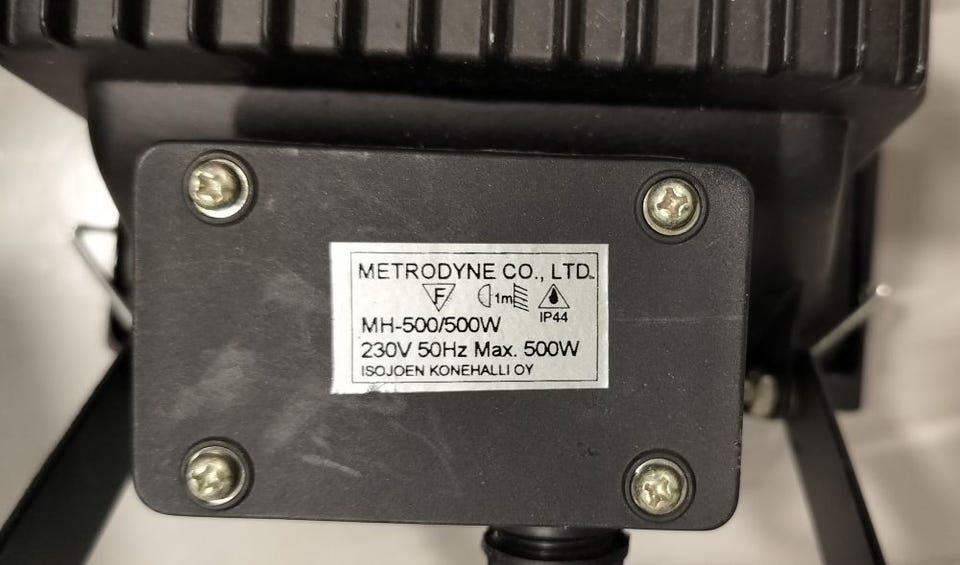 METRODYNE CO., LTD.
F 1m
IP44
MH-500/500W
230V 50Hz Max. 500W
ISOJOEN KONEHALLI OY